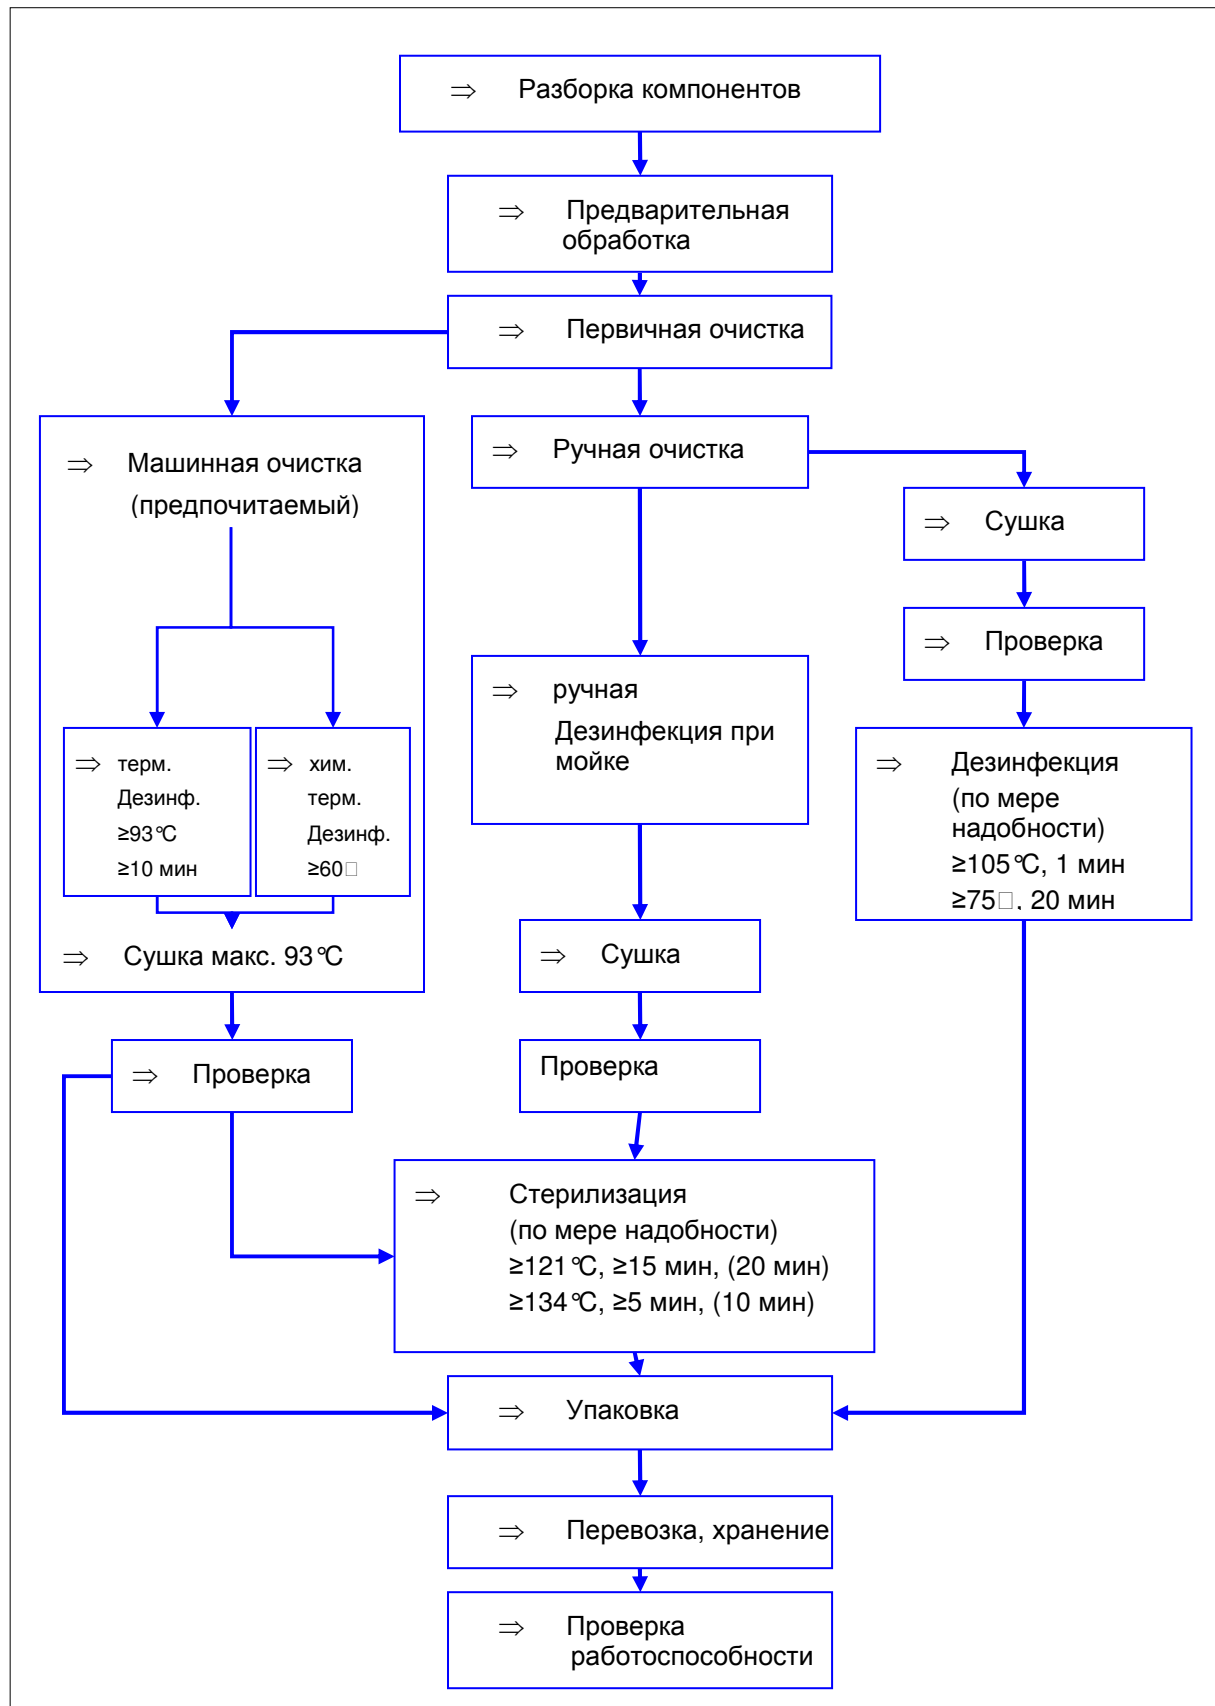 ⇒ Разборка компонентов
⇒ Предварительная
обработка
⇒ Первичная очистка
⇒ Машинная очистка
(предпочитаемый)
⇒ терм.
Дезинф.
≥93°C
≥10 мин
⇒ хим.
терм.
Дезинф.
≥60□
⇒ Сушка макс. 93°C
⇒ Проверка
⇒ Ручная очистка
⇒ ручная
Дезинфекция при
мойке
⇒ Сушка
Проверка
⇒ Сушка
⇒ Проверка
⇒ Дезинфекция
(по мере
надобности)
≥105°C, 1 мин
≥75□, 20 мин
⇒ Стерилизация
(по мере надобности)
≥121°C, ≥15 мин, (20 мин)
≥134°C, ≥5 мин, (10 мин)
⇒ Упаковка
⇒ Перевозка, хранение
⇒ Проверка
работоспособности